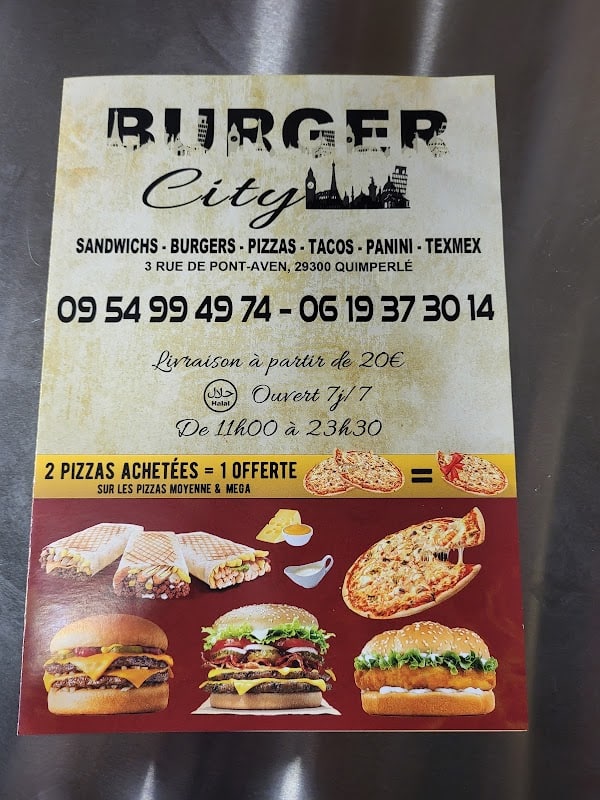 BURGER
City
SANDWICHS - BURGERS - PIZZAS - TACOS - PANINI - TEXMEX
3 RUE DE PONT-AVEN, 29300 QUIMPERLÉ
09 54 99 49 74 - 06 19 37 30 14
Livraison à partir de 20€
حلال
Halal
Ouvert 7j/7
De 11h00 à 23h30
2 PIZZAS ACHETÉES = 1 OFFERTE
SUR LES PIZZAS MOYENNE & MEGA
=